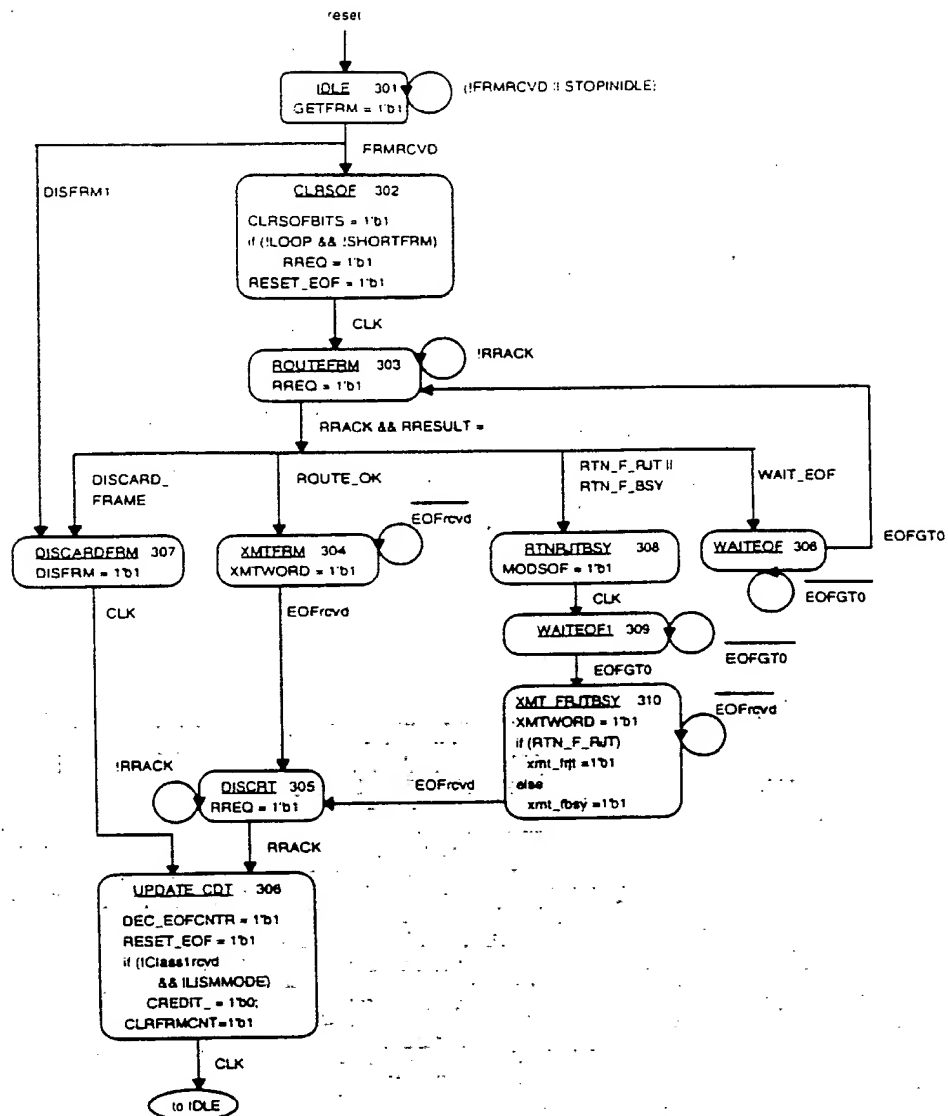 reset
IDLE 301
GETFRM = 1'b1
(!FRMRCVD || STOPINIDLE)
FRMRCVD
DISFRM1
CLRSOF 302
CLRSOFBITS = 1'b1
if (!LOOP && !SHORTFRM)
RREQ = 1'b1
RESET_EOF = 1'b1
CLK
ROUTEFRM 303
RREQ = 1'b1
!RRACK
RRACK && RRESULT =
DISCARD_
FRAME
ROUTE_OK
RTN_F_RJT ||
RTN_F_BSY
WAIT_EOF
EOFrcvd
EOFGT0
DISCARDFRM 307
DISFRM = 1'b1
XMTFRM 304
XMTWORD = 1'b1
RTNRJTBSY 308
MODSOF = 1'b1
WAITEOF 306
EOFGT0
CLK
EOFrcvd
CLK
WAITEOF1 309
EOFGT0
EOFGT0
XMT_FRJTBSY 310
XMTWORD = 1'b1
if (RTN_F_RJT)
xmt_frjt =1'b1
else
xmt_fbsy =1'b1
EOFrcvd
!RRACK
DISCRT 305
RREQ = 1'b1
EOFrcvd
RRACK
UPDATE_CDT 306
DEC_EOFCNTR = 1'b1
RESET_EOF = 1'b1
if (!Class1rcvd
&& !LISMMODE)
CREDIT_ = 1'b0;
CLRFRMCNT=1'b1
CLK
to IDLE